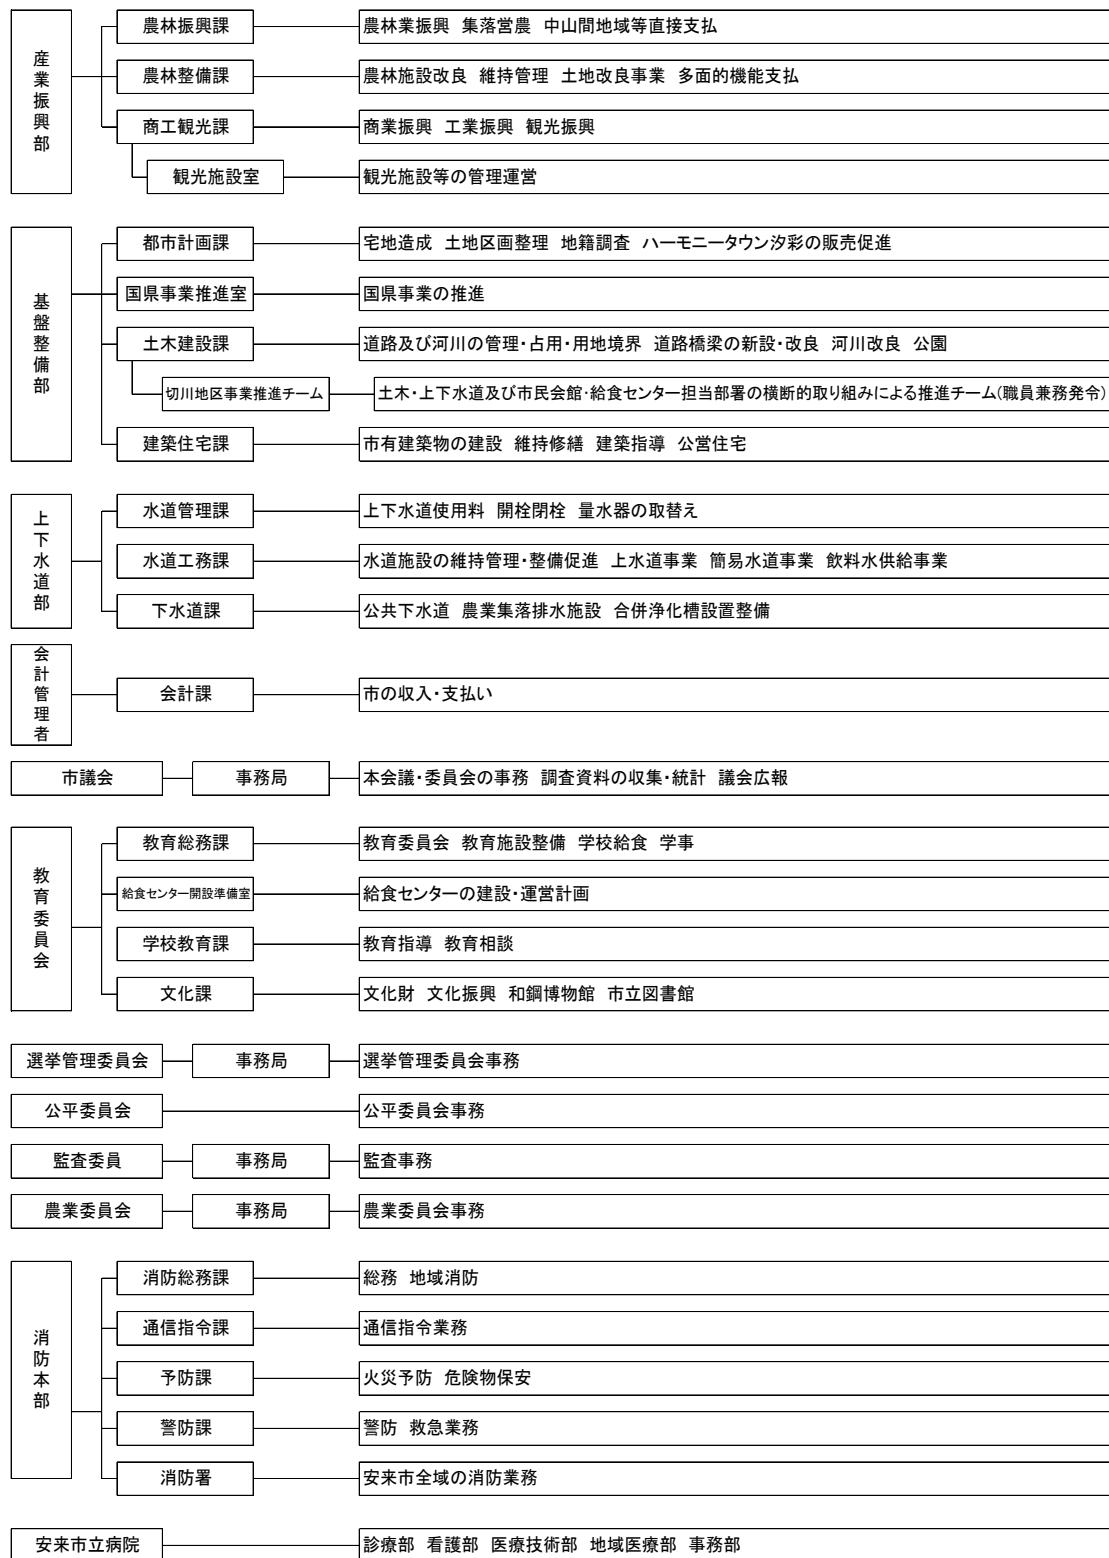 産業振興部
農林振興課 農林業振興 集落営農 中山間地域等直接支払
農林整備課 農林施設改良 維持管理 土地改良事業 多面的機能支払
商工観光課 商業振興 工業振興 観光振興
観光施設室 観光施設等の管理運営
基盤整備部
都市計画課 宅地造成 土地区画整理 地籍調査 ハーモニータウン汐彩の販売促進
国県事業推進室 国県事業の推進
土木建設課 道路及び河川の管理・占用・用地境界 道路橋梁の新設・改良 河川改良 公園
切川地区事業推進チーム 土木・上下水道及び市民会館・給食センター担当部署の横断的取り組みによる推進チーム(職員兼務発令)
建築住宅課 市有建築物の建設 維持修繕 建築指導 公営住宅
上下水道部
水道管理課 上下水道使用料 開栓閉栓 量水器の取替え
水道工務課 水道施設の維持管理・整備促進 上水道事業 簡易水道事業 飲料水供給事業
下水道課 公共下水道 農業集落排水施設 合併浄化槽設置整備
会計管理者
会計課 市の収入・支払い
市議会 事務局 本会議・委員会の事務 調査資料の収集・統計 議会広報
教育委員会
教育総務課 教育委員会 教育施設整備 学校給食 学事
給食センター開設準備室 給食センターの建設・運営計画
学校教育課 教育指導 教育相談
文化課 文化財 文化振興 和鋼博物館 市立図書館
選挙管理委員会 事務局 選挙管理委員会事務
公平委員会 公平委員会事務
監査委員 事務局 監査事務
農業委員会 事務局 農業委員会事務
消防本部
消防総務課 総務 地域消防
通信指令課 通信指令業務
予防課 火災予防 危険物保安
警防課 警防 救急業務
消防署 安来市全域の消防業務
安来市立病院 診療部 看護部 医療技術部 地域医療部 事務部